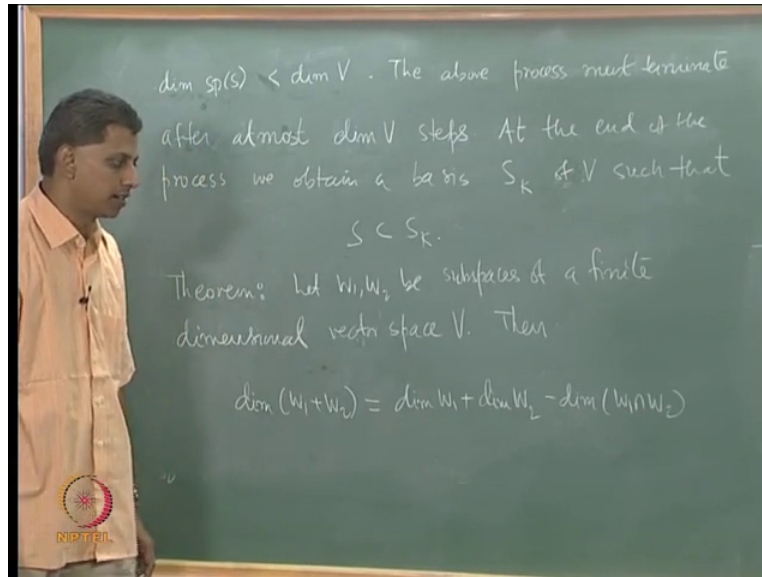 dim sp(S) < dim V. The above process must terminate
after atmost dim V steps. At the end of the
process we obtain a basis S_K of V such that
S ⊂ S_K.
Theorem: Let W₁, W₂ be subspaces of a finite
dimensional vector space V. Then
dim (W₁ + W₂) = dim W₁ + dim W₂ - dim (W₁ ∩ W₂)
NPTEL